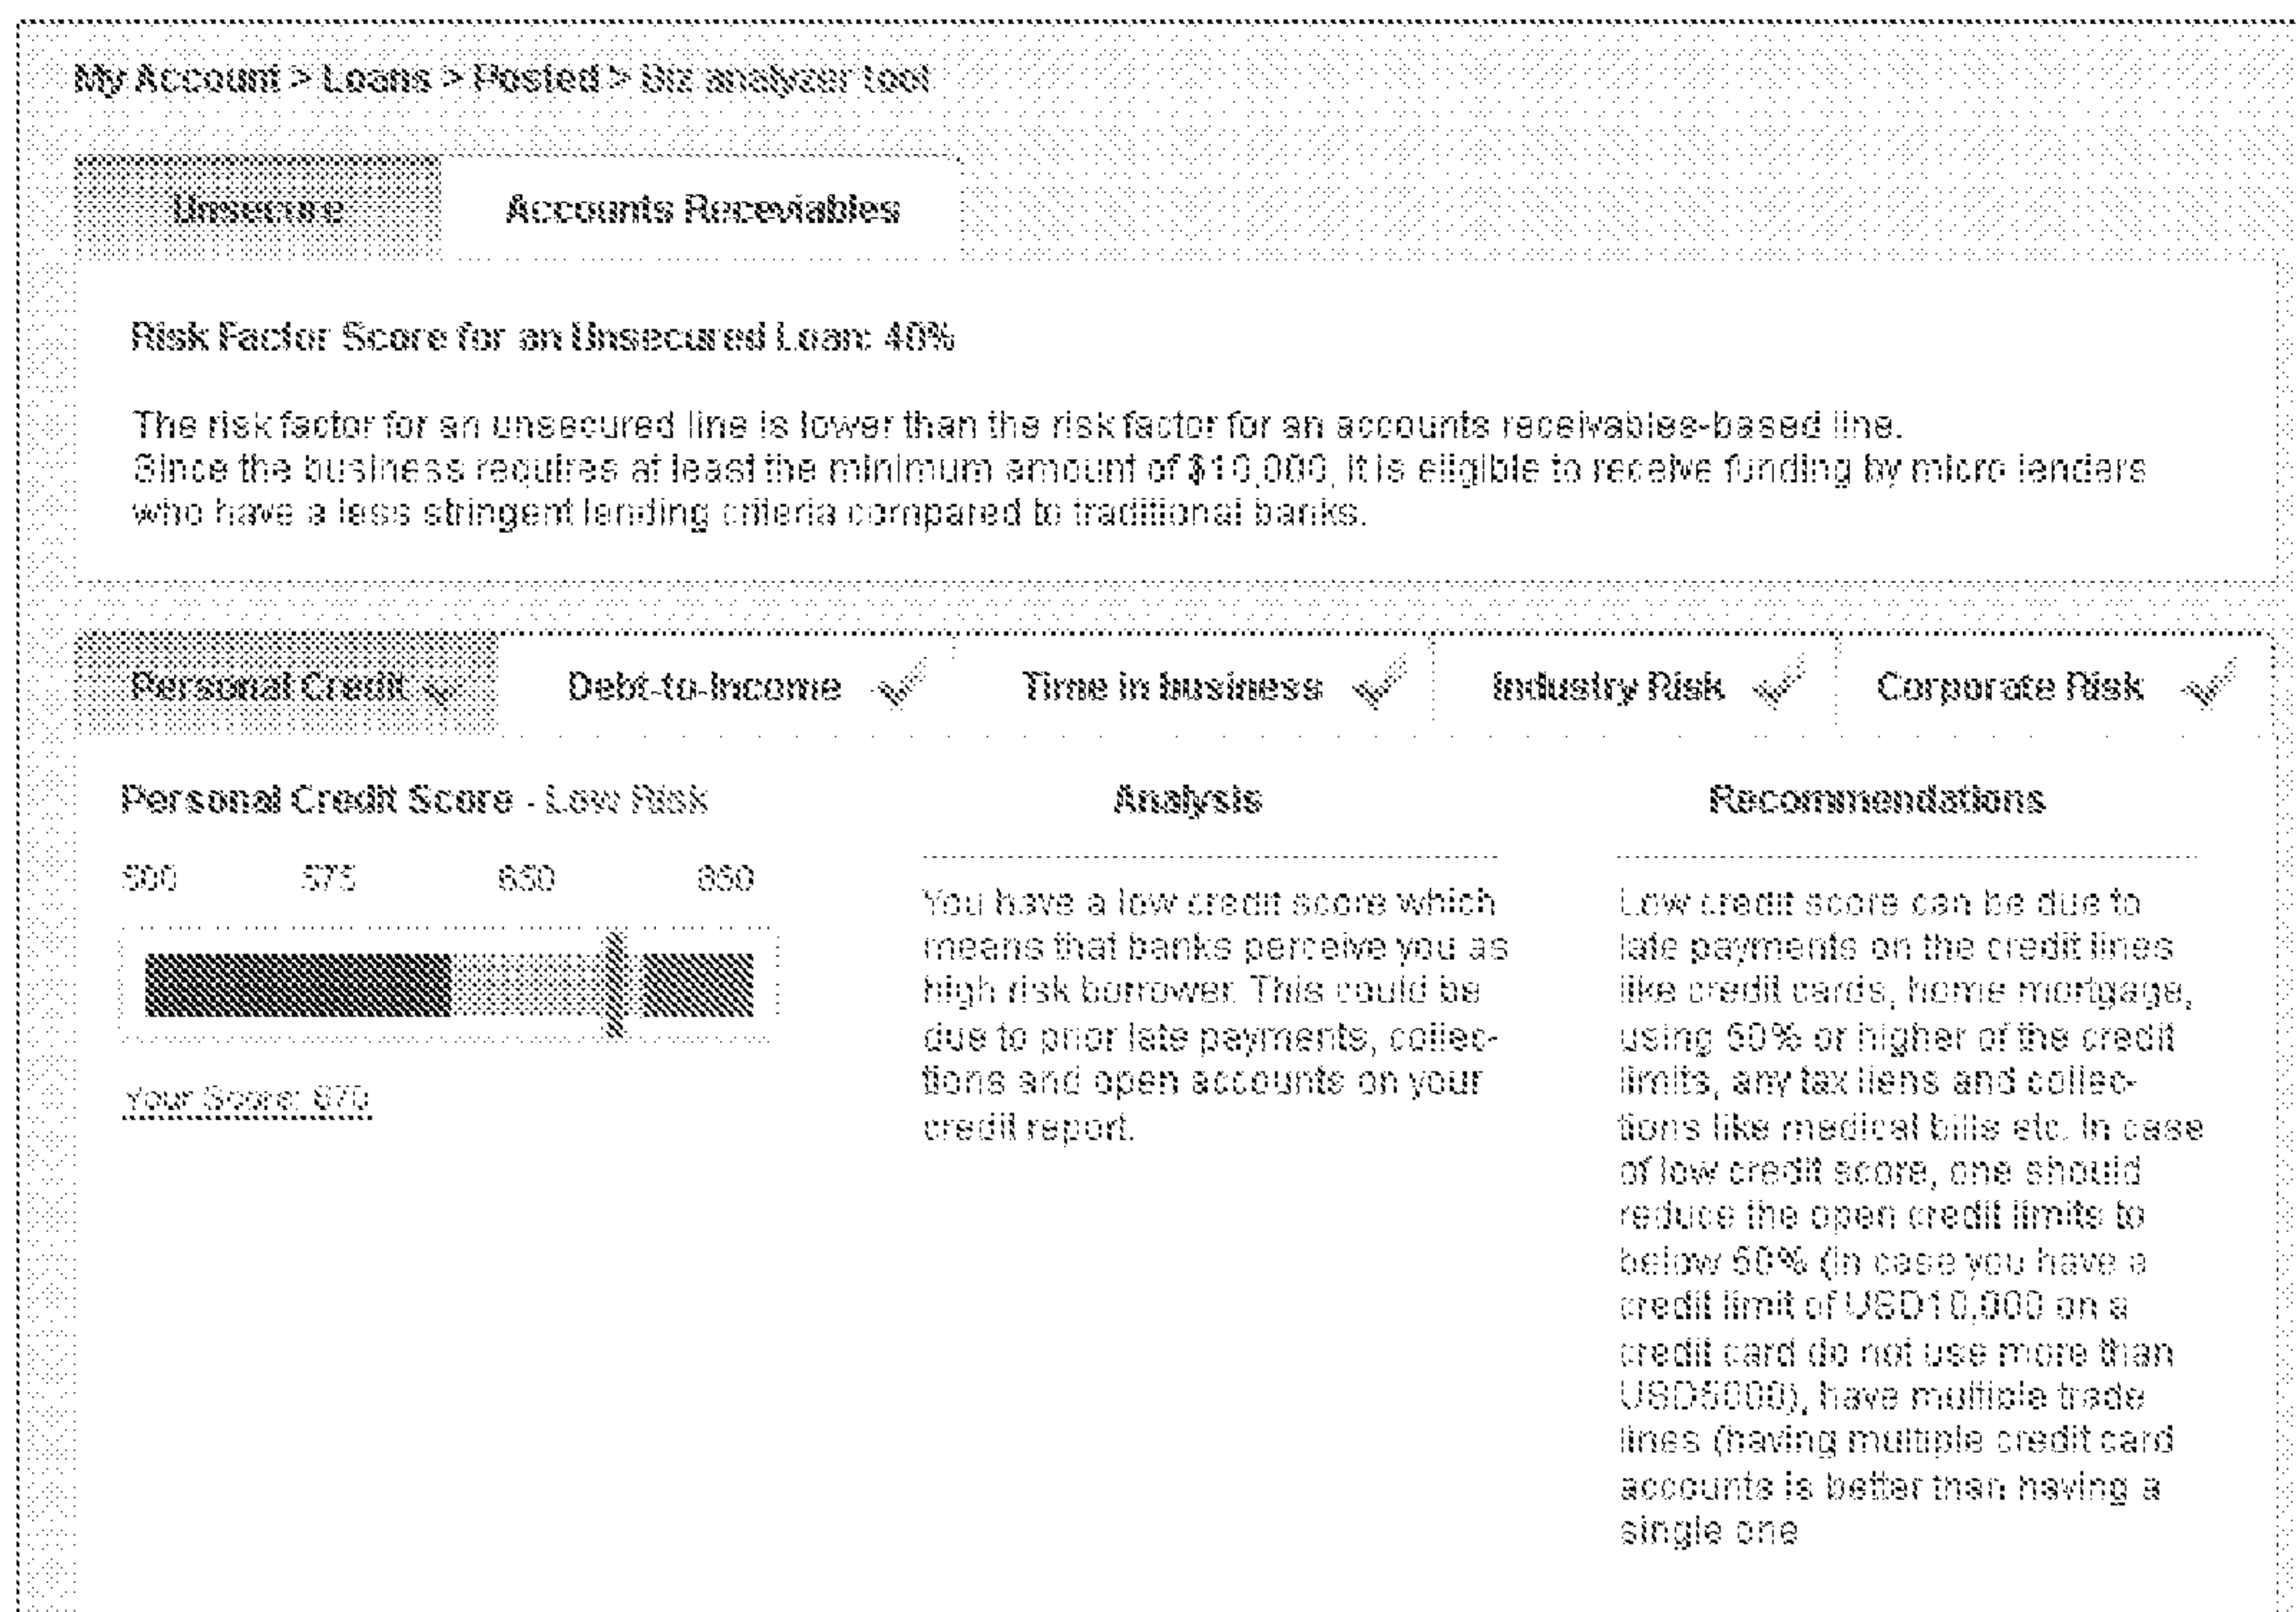 My Account > Loans > Posted > Biz analyzer tool
Unsecure Accounts Receviables
Risk Factor Score for an Unsecured Loan: 40%
The risk factor for an unsecured line is lower than the risk factor for an accounts receivables-based line.
Since the business requires at least the minimum amount of $10,000, it is eligible to receive funding by micro lenders
who have a less stringent lending criteria compared to traditional banks.
Personal Credit Debt-to-Income Time in business Industry Risk Corporate Risk
Personal Credit Score - Low Risk
500 575 650 850
Your Score: 670
Analysis
You have a low credit score which
means that banks perceive you as
high risk borrower. This could be
due to prior late payments, collec-
tions and open accounts on your
credit report.
Recommendations
Low credit score can be due to
late payments on the credit lines
like credit cards, home mortgage,
using 60% or higher of the credit
limits, any tax liens and collec-
tions like medical bills etc. In case
of low credit score, one should
reduce the open credit limits to
below 50% (in case you have a
credit limit of USD10,000 on a
credit card do not use more than
USD5000), have multiple trade
lines (having multiple credit card
accounts is better than having a
single one